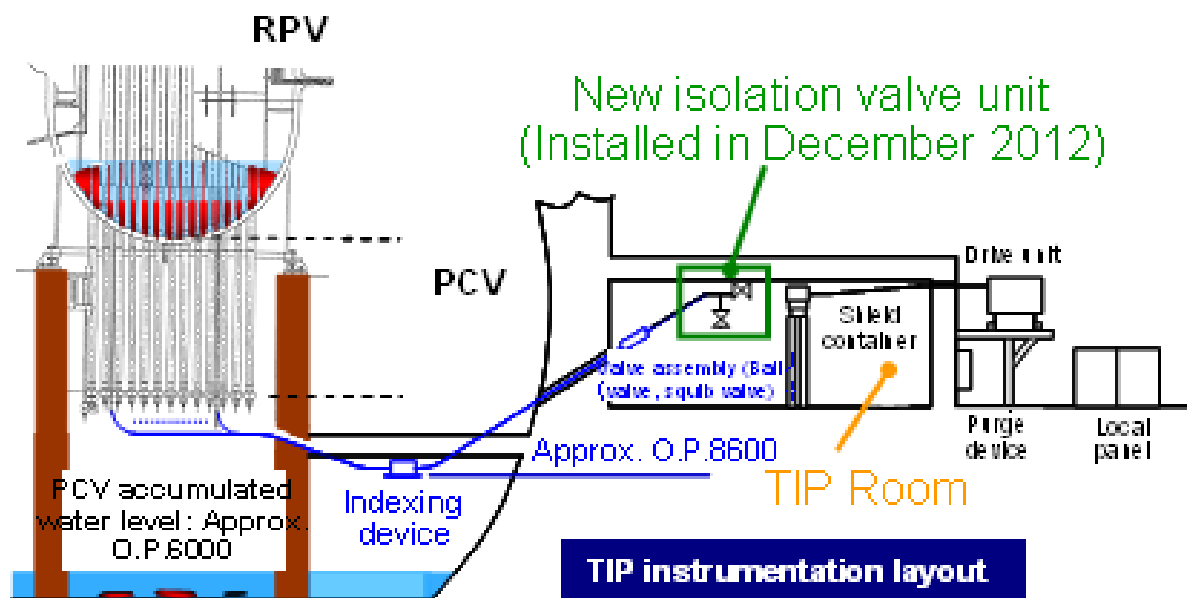 RPV
New isolation valve unit
(Installed in December 2012)
PCV
Drive unit
Shield
container
Valve assembly (Ball
valve, squib valve)
Approx. O.P.8600
Purge
device
Local
panel
TIP Room
PCV accumulated
water level : Approx.
O.P.6000
Indexing
device
TIP instrumentation layout